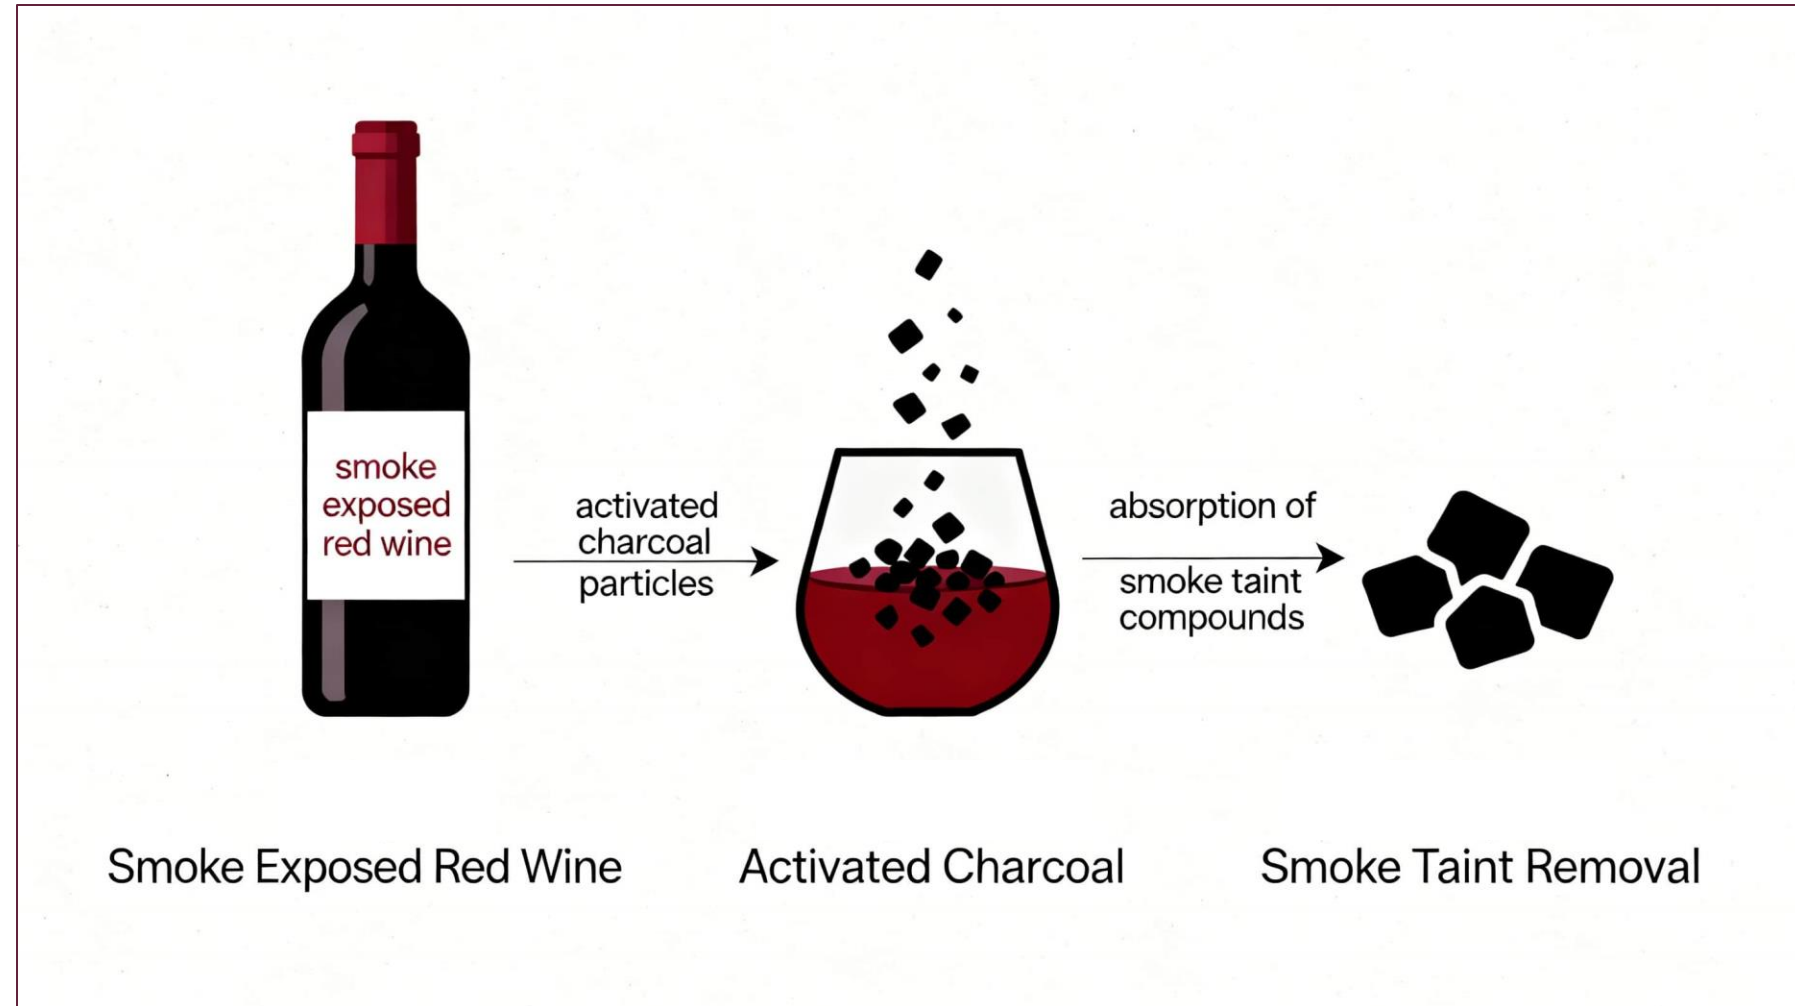 smoke
exposed
red wine
activated
charcoal
particles
absorption of
smoke taint
compounds
Smoke Exposed Red Wine
Activated Charcoal
Smoke Taint Removal